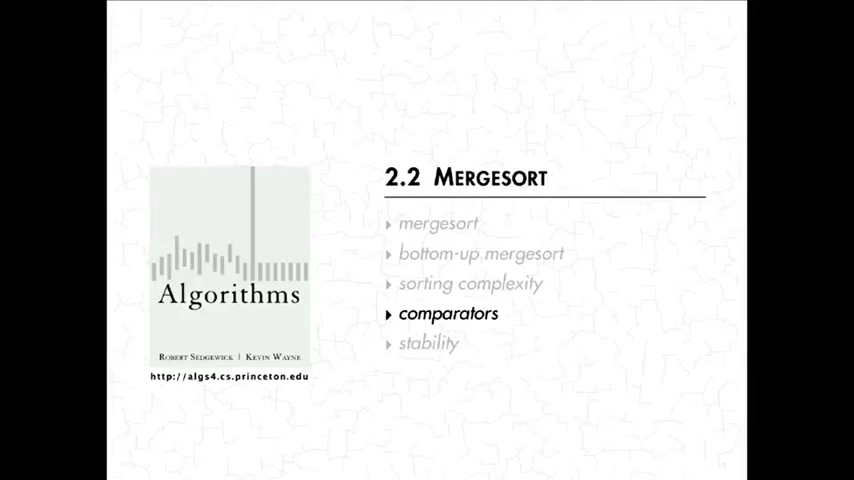 2.2 MERGESORT
mergesort
bottom-up mergesort
sorting complexity
comparators
stability
Algorithms
ROBERT SEDGEWICK | KEVIN WAYNE
http://algs4.cs.princeton.edu